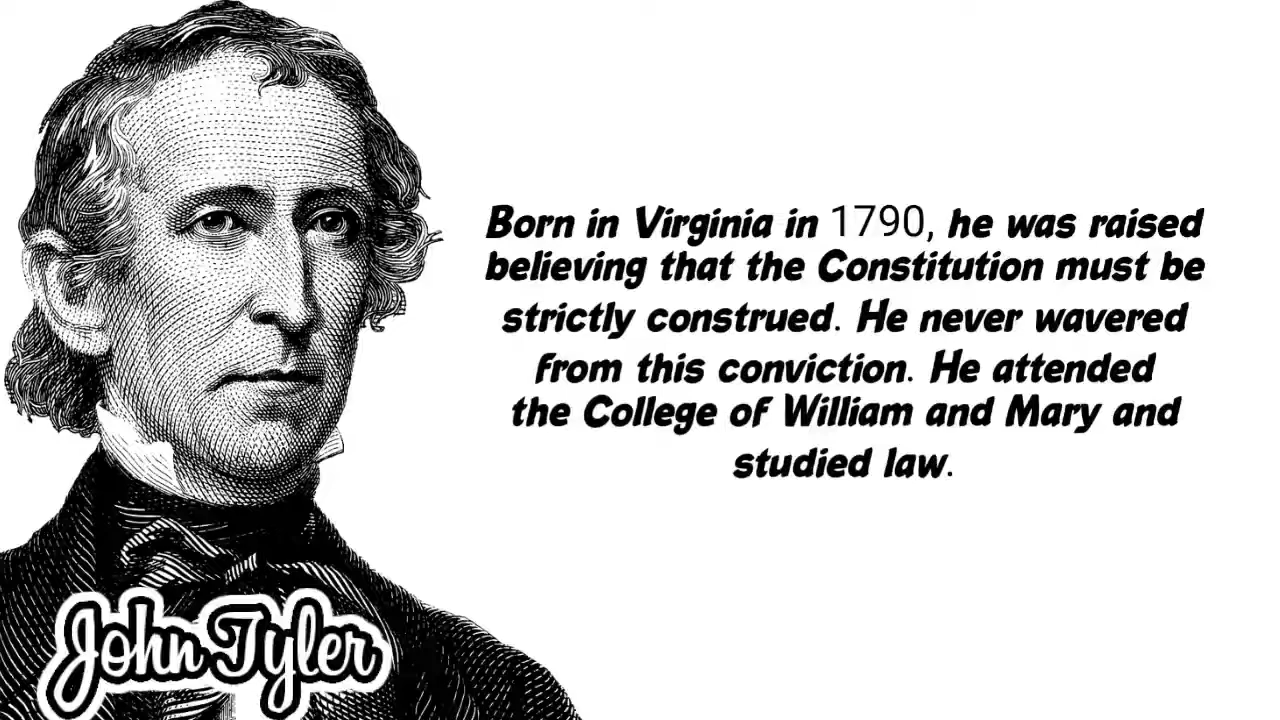 Born in Virginia in 1790, he was raised
believing that the Constitution must be
strictly construed. He never wavered
from this conviction. He attended
the College of William and Mary and
studied law.
John Tyler